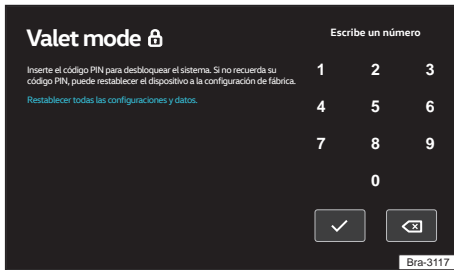 Valet mode
Escribe un número
Inserte el código PIN para desbloquear el sistema. Si no recuerda su
código PIN, puede restablecer el dispositivo a la configuración de fábrica.
Restablecer todas las configuraciones y datos.
1 2 3
4 5 6
7 8 9
0
Bra-3117